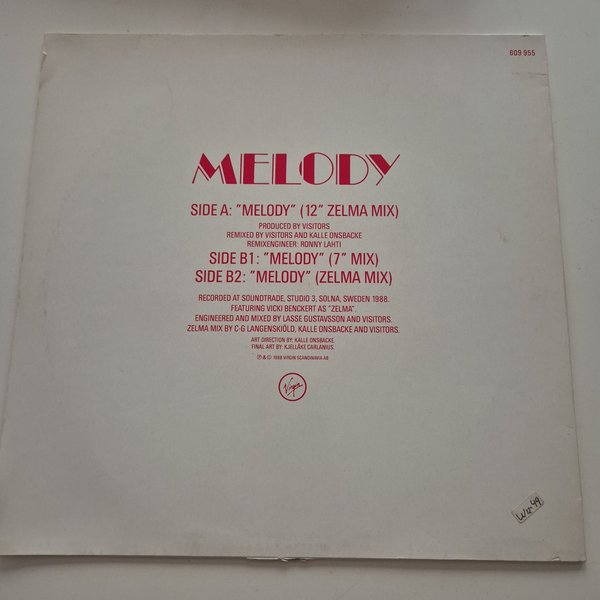 609 955
MELODY
SIDE A: "MELODY" (12" ZELMA MIX)
PRODUCED BY VISITORS
REMIXED BY VISITORS AND KALLE ONSBACKE
REMIXENGINEER: RONNY LAHTI
SIDE B1: "MELODY" (7" MIX)
SIDE B2: "MELODY" (ZELMA MIX)
RECORDED AT SOUNDTRADE, STUDIO 3, SOLNA, SWEDEN 1988.
FEATURING VICKI BENCKERT AS "ZELMA".
ENGINEERED AND MIXED BY LASSE GUSTAVSSON AND VISITORS.
ZELMA MIX BY C-G LANGENSKIÖLD, KALLE ONSBACKE AND VISITORS.
ART DIRECTION BY: KALLE ONSBACKE
FINAL ART BY: KJELLÅKE CARLANIUS.
℗ & © 1988 VIRGIN SCANDINAVIA AB
Virgin